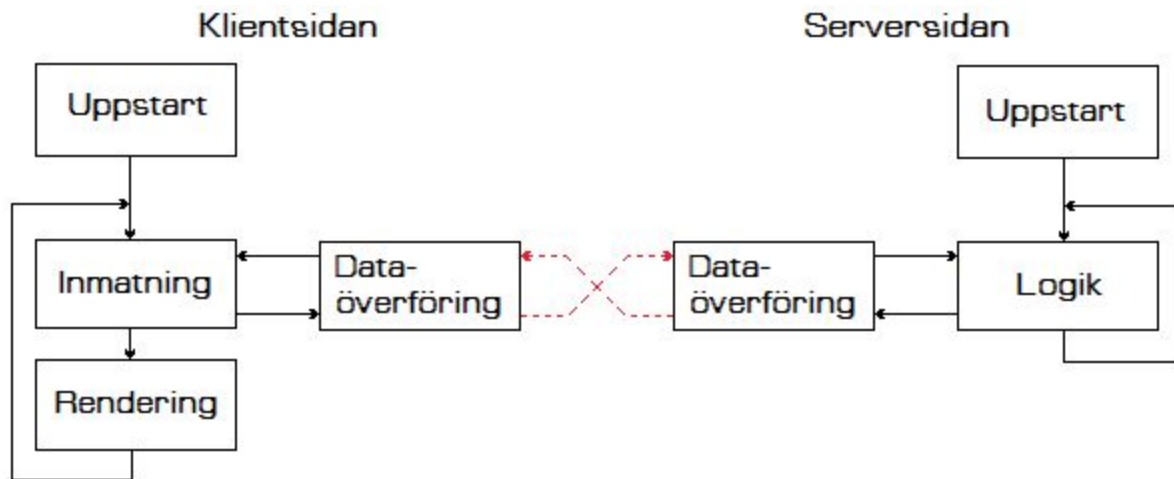 Klientsidan
Serversidan
Uppstart
Uppstart
Inmatning
Data-
överföring
Data-
överföring
Logik
Rendering